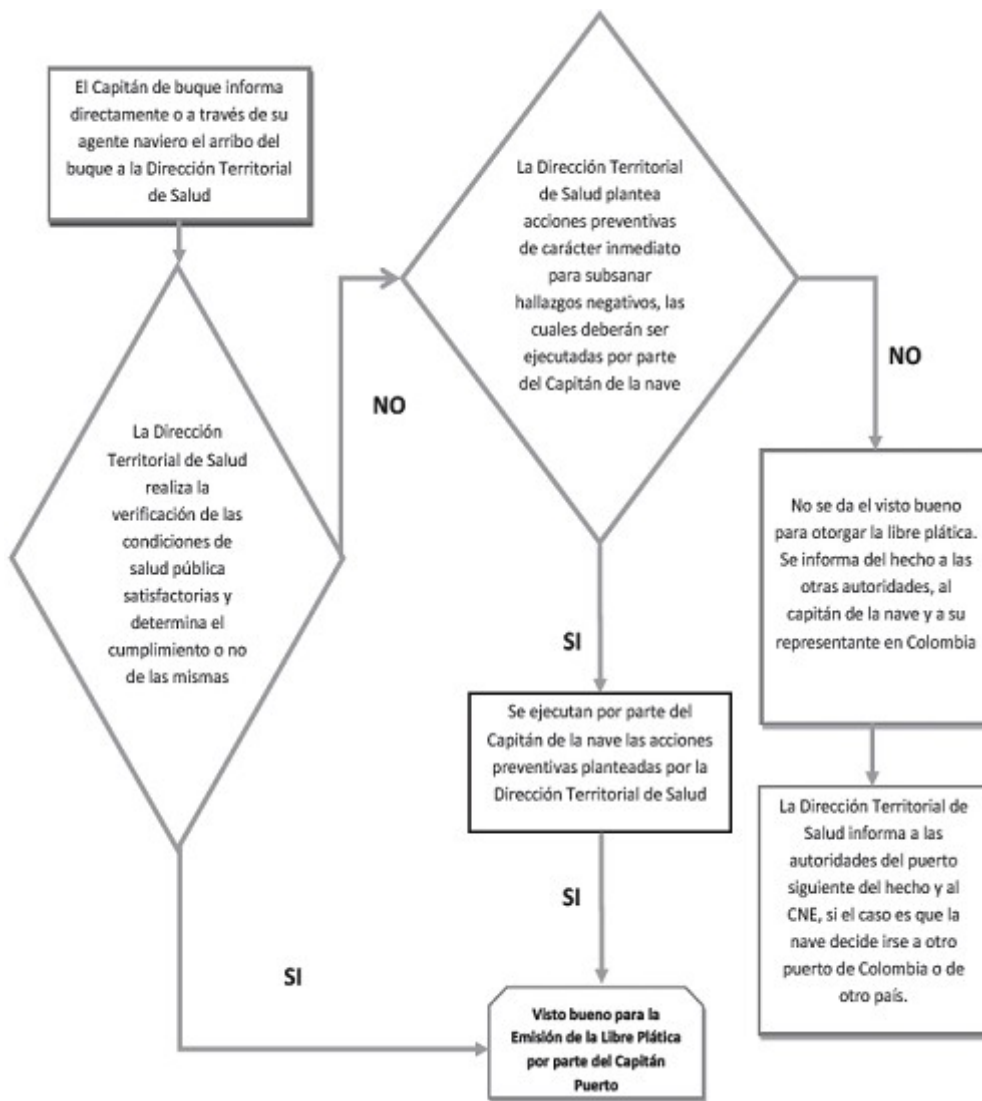 El Capitán de buque informa
directamente o a través de su
agente naviero el arribo del
buque a la Dirección Territorial
de Salud
La Dirección
Territorial de Salud
realiza la
verificación de las
condiciones de
salud pública
satisfactorias y
determina el
cumplimiento o no
de las mismas
NO
La Dirección Territorial
de Salud plantea
acciones preventivas
de carácter inmediato
para subsanar
hallazgos negativos, las
cuales deberán ser
ejecutadas por parte
del Capitán de la nave
NO
No se da el visto bueno
para otorgar la libre plática.
Se informa del hecho a las
otras autoridades, al
capitán de la nave y a su
representante en Colombia
La Dirección Territorial de
Salud informa a las
autoridades del puerto
siguiente del hecho y al
CNE, si el caso es que la
nave decide irse a otro
puerto de Colombia o de
otro país.
SI
Se ejecutan por parte del
Capitán de la nave las acciones
preventivas planteadas por la
Dirección Territorial de Salud
SI
SI
Visto bueno para la
Emisión de la Libre Plática
por parte del Capitán
Puerto